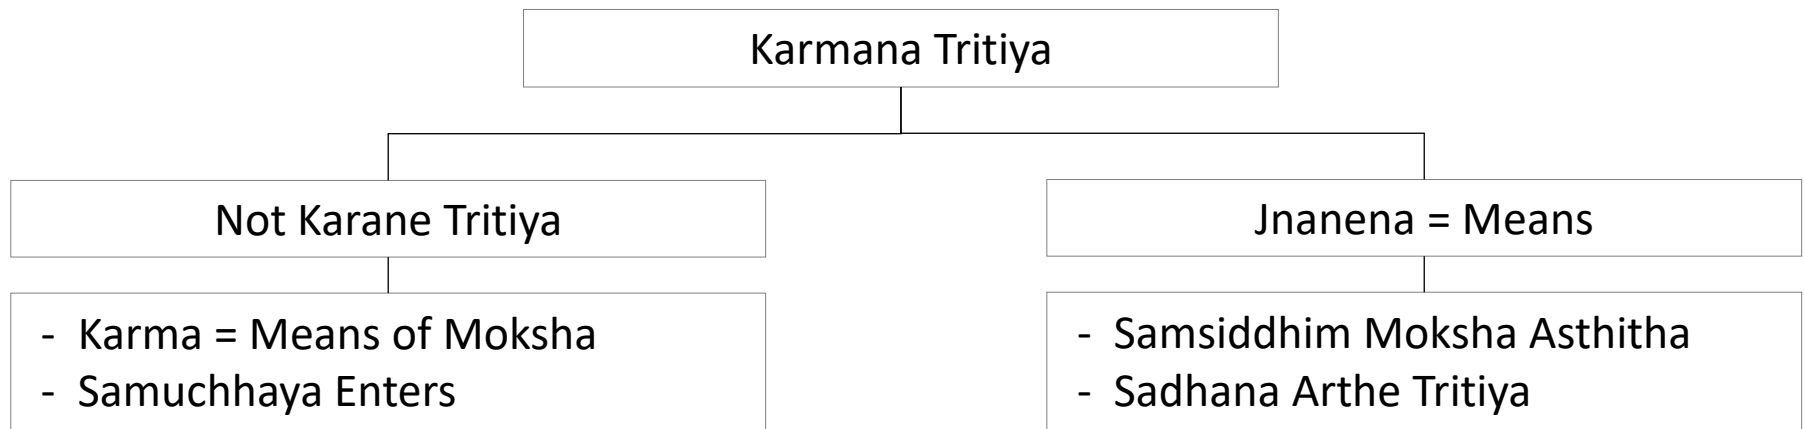 Karmana Tritiya
Not Karane Tritiya
- Karma = Means of Moksha
- Samuchhaya Enters
Jnanena = Means
- Samsiddhim Moksha Asthitha
- Sadhana Arthe Tritiya